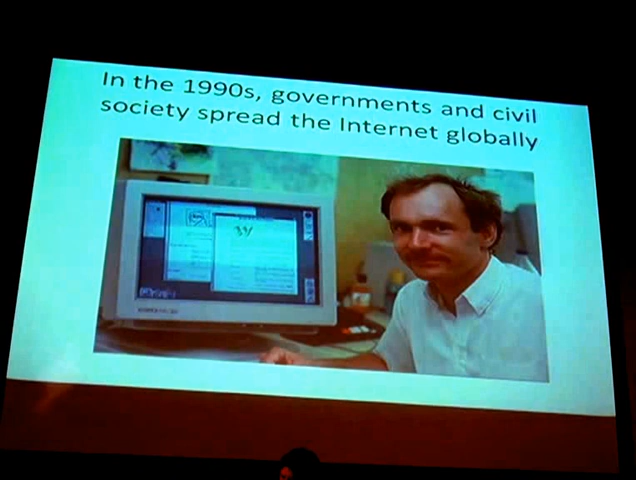 In the 1990s, governments and civil
society spread the Internet globally